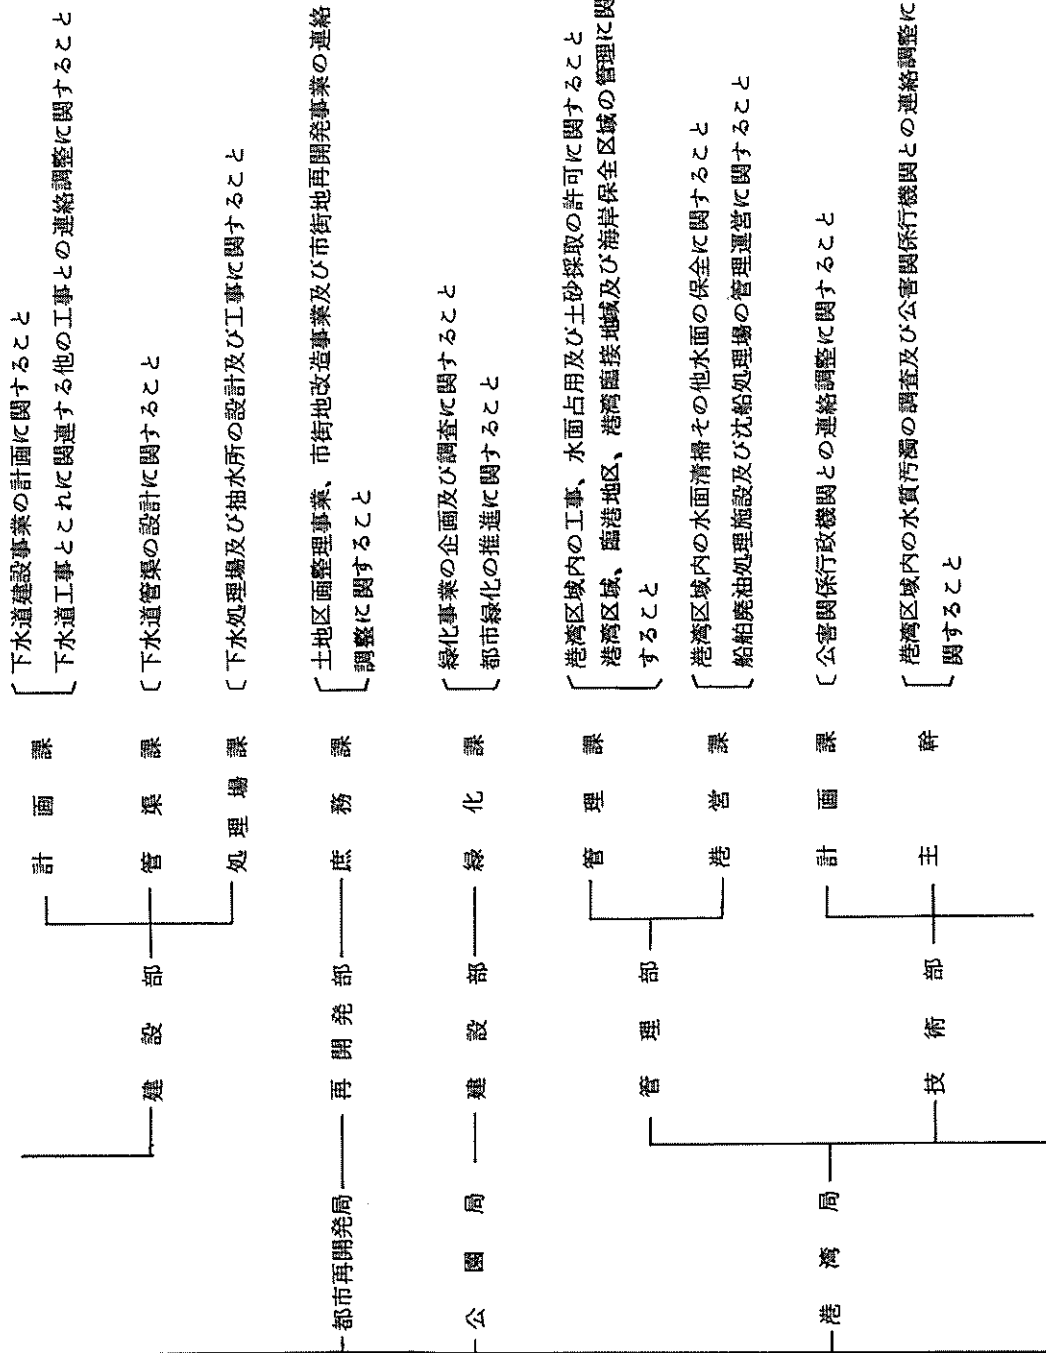 建設部
計画課
下水道建設事業の計画に関すること
下水道工事とこれに関連する他の工事との連絡調整に関すること
管渠課
下水道管渠の設計に関すること
処理場課
下水処理場及び抽水所の設計及び工事に関すること
都市再開発局
再開発部
庶務課
土地区画整理事業、市街地改造事業及び市街地再開発事業の連絡
調整に関すること
公園局
建設部
緑化課
緑化事業の企画及び調査に関すること
都市緑化の推進に関すること
港湾局
管理部
管理課
港湾区域内の工事、水面占用及び土砂採取の許可に関すること
港湾区域、臨港地区、港湾臨接地域及び海岸保全区域の管理に関
すること
港営課
港湾区域内の水面清掃その他水面の保全に関すること
船舶廃油処理施設及び沈船処理場の管理運営に関すること
技術部
計画課
公害関係行政機関との連絡調整に関すること
主幹
港湾区域内の水質汚濁の調査及び公害関係行機関との連絡調整に
関すること